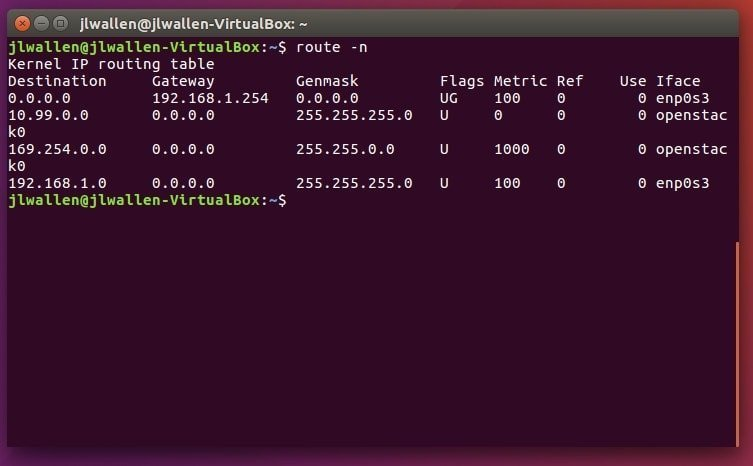 jlwallen@jlwallen-VirtualBox: ~
jlwallen@jlwallen-VirtualBox:~$ route -n
Kernel IP routing table
Destination     Gateway         Genmask         Flags Metric Ref    Use Iface
0.0.0.0         192.168.1.254   0.0.0.0         UG    100    0        0 enp0s3
10.99.0.0       0.0.0.0         255.255.255.0   U     0      0        0 openstac
k0
169.254.0.0     0.0.0.0         255.255.0.0     U     1000   0        0 openstac
k0
192.168.1.0     0.0.0.0         255.255.255.0   U     100    0        0 enp0s3
jlwallen@jlwallen-VirtualBox:~$